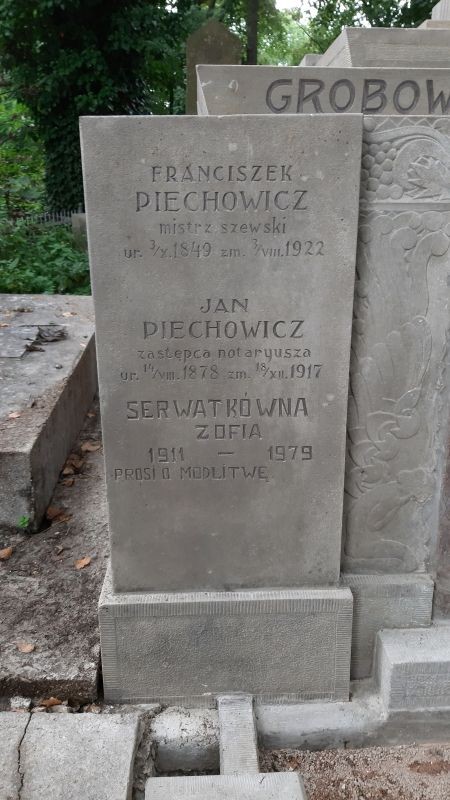 GROBOW
FRANCISZEK
PIECHOWICZ
mistrz szewski
ur. 3/X.1849 zm. 3/VIII.1922
JAN
PIECHOWICZ
zastępca notaryusza
ur. 14/VIII.1878 zm. 18/XII.1917
SERWATKÓWNA
ZOFIA
1911 — 1979
PROSI O MODLITWĘ